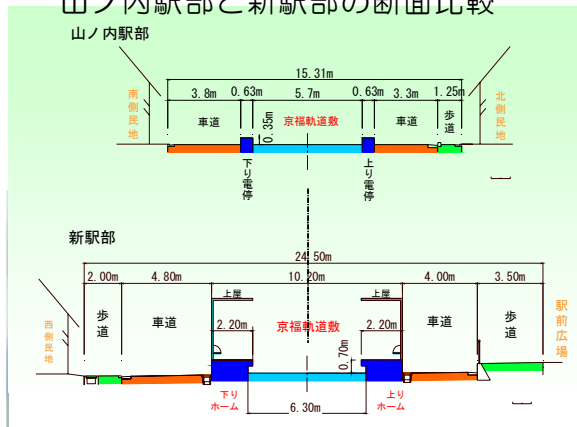 山ノ内駅部と新駅部の断面比較
山ノ内駅部
15.31m
3.8m 0.63m 5.7m 0.63m 3.3m 1.25m
南側民地
車道
京福軌道敷
0.35m
車道
歩道
北側民地
下り電停
上り電停
新駅部
24.50m
2.00m 4.80m 10.20m 4.00m 3.50m
西側民地
歩道
車道
上屋
2.20m
京福軌道敷
上屋
2.20m
0.70m
車道
歩道
駅前広場
下りホーム
6.30m
上りホーム